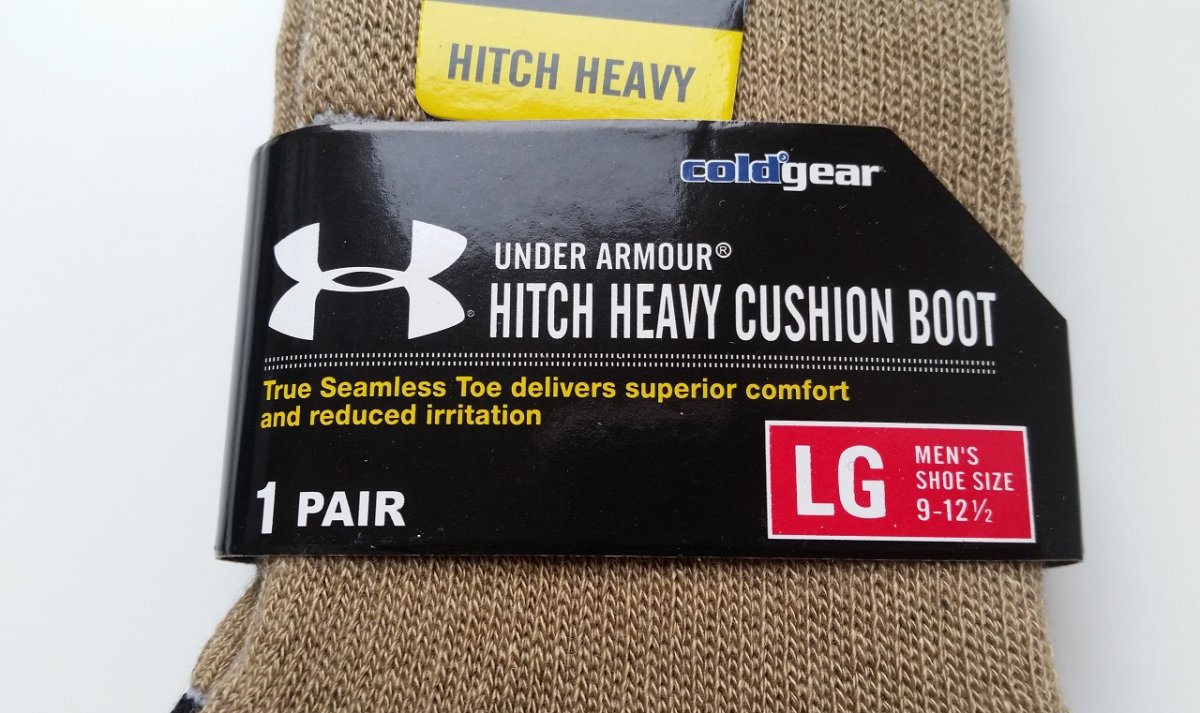 HITCH HEAVY
coldgear
UNDER ARMOUR®
HITCH HEAVY CUSHION BOOT
True Seamless Toe delivers superior comfort
and reduced irritation
LG
MEN'S
SHOE SIZE
9-12½
1 PAIR